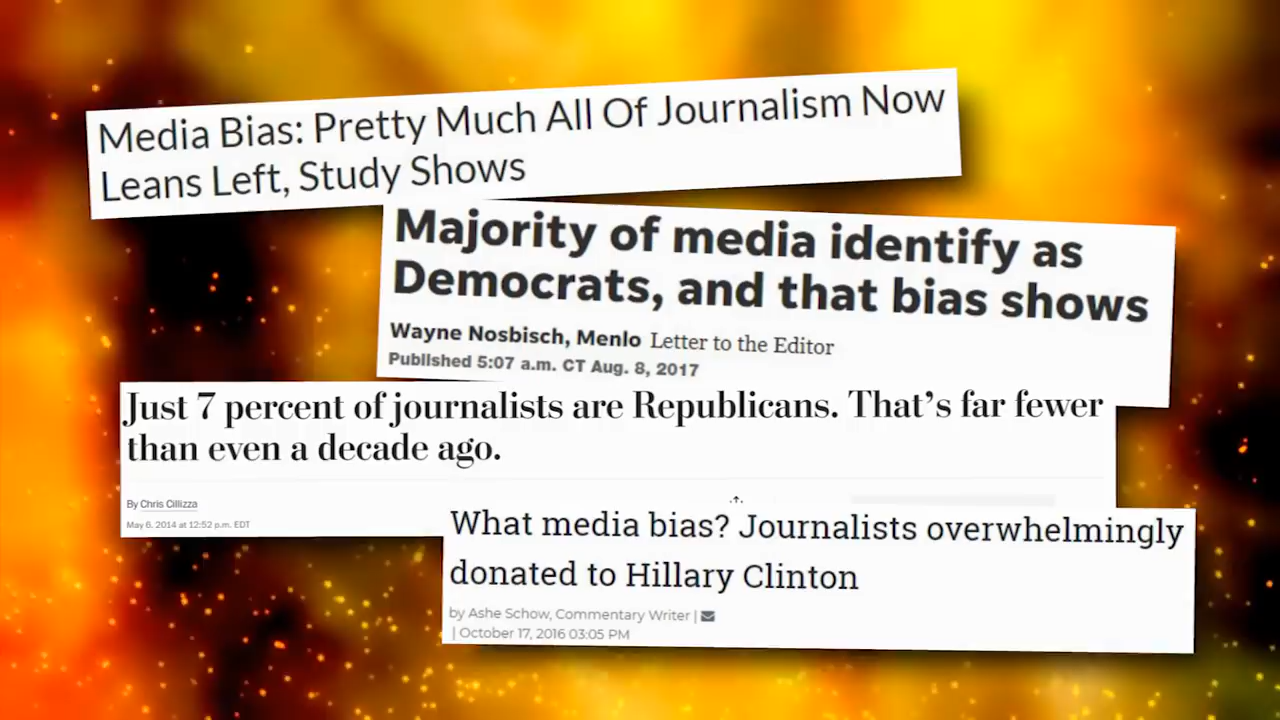 Media Bias: Pretty Much All Of Journalism Now
Leans Left, Study Shows
Majority of media identify as
Democrats, and that bias shows
Wayne Nosbisch, Menlo Letter to the Editor
Published 5:07 a.m. CT Aug. 8, 2017
Just 7 percent of journalists are Republicans. That’s far fewer
than even a decade ago.
By Chris Cillizza
May 6, 2014 at 12:52 p.m. EDT
What media bias? Journalists overwhelmingly
donated to Hillary Clinton
by Ashe Schow, Commentary Writer |
| October 17, 2016 03:05 PM